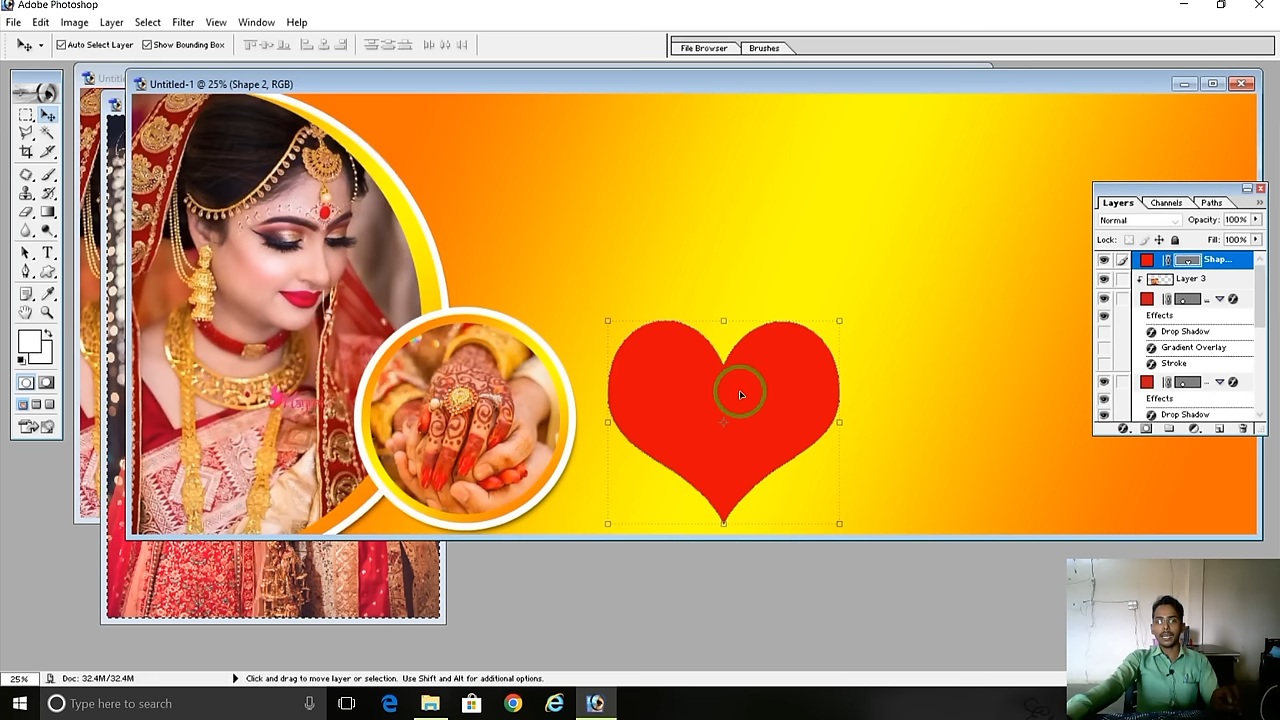 Adobe Photoshop
File Edit Image Layer Select Filter View Window Help
Auto Select Layer Show Bounding Box File Browser Brushes
Untitled-1 @ 25% (Shape 2, RGB)
Layers Channels Paths
Normal Opacity: 100%
Lock: Fill: 100%
Shap...
Layer 3
Effects
Drop Shadow
Gradient Overlay
Stroke
Effects
Drop Shadow
25% Doc: 32.4M/32.4M Click and drag to move layer or selection. Use Shift and Alt for additional options.
Type here to search